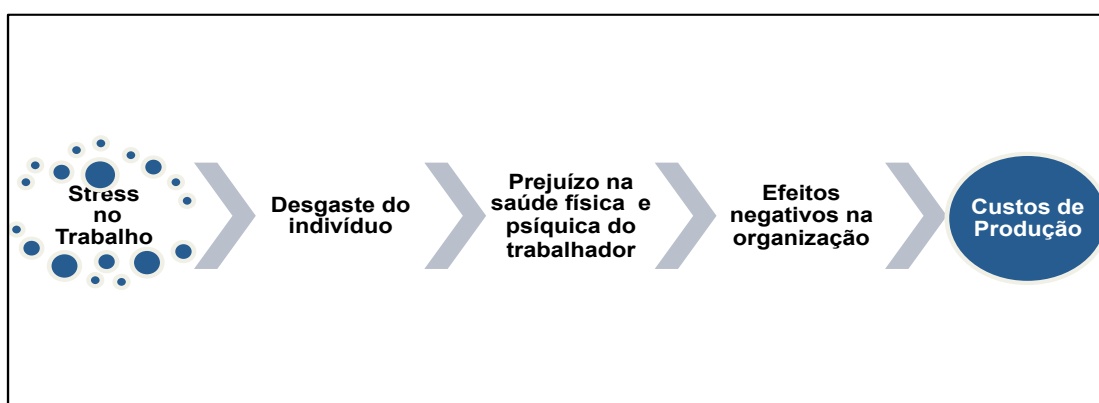 Stress
no
Trabalho
Desgaste do
indivíduo
Prejuízo na
saúde física e
psíquica do
trabalhador
Efeitos
negativos na
organização
Custos de
Produção